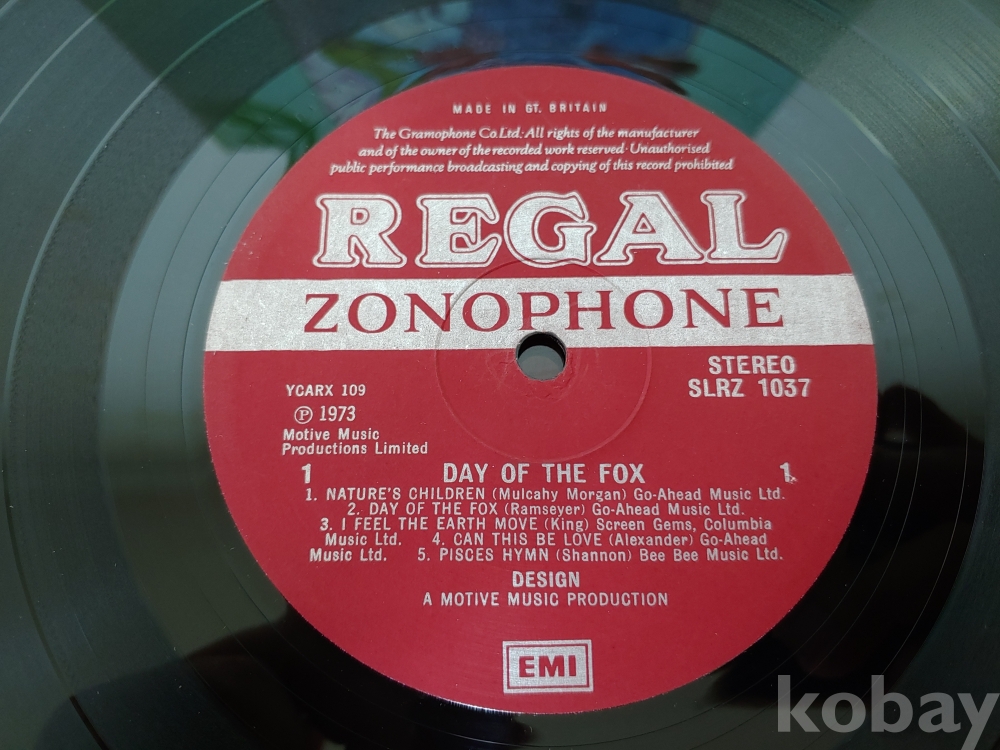 MADE IN GT. BRITAIN
The Gramophone Co.Ltd. All rights of the manufacturer
and of the owner of the recorded work reserved · Unauthorised
public performance broadcasting and copying of this record prohibited
REGAL
ZONOPHONE
STEREO
SLRZ 1037
YCARX 109
Ⓟ 1973
Motive Music
Productions Limited
1 DAY OF THE FOX 1
1. NATURE'S CHILDREN (Mulcahy Morgan) Go-Ahead Music Ltd.
2. DAY OF THE FOX (Ramseyer) Go-Ahead Music Ltd.
3. I FEEL THE EARTH MOVE (King) Screen Gems, Columbia
Music Ltd. 4. CAN THIS BE LOVE (Alexander) Go-Ahead
Music Ltd. 5. PISCES HYMN (Shannon) Bee Bee Music Ltd.
DESIGN
A MOTIVE MUSIC PRODUCTION
EMI
kobay